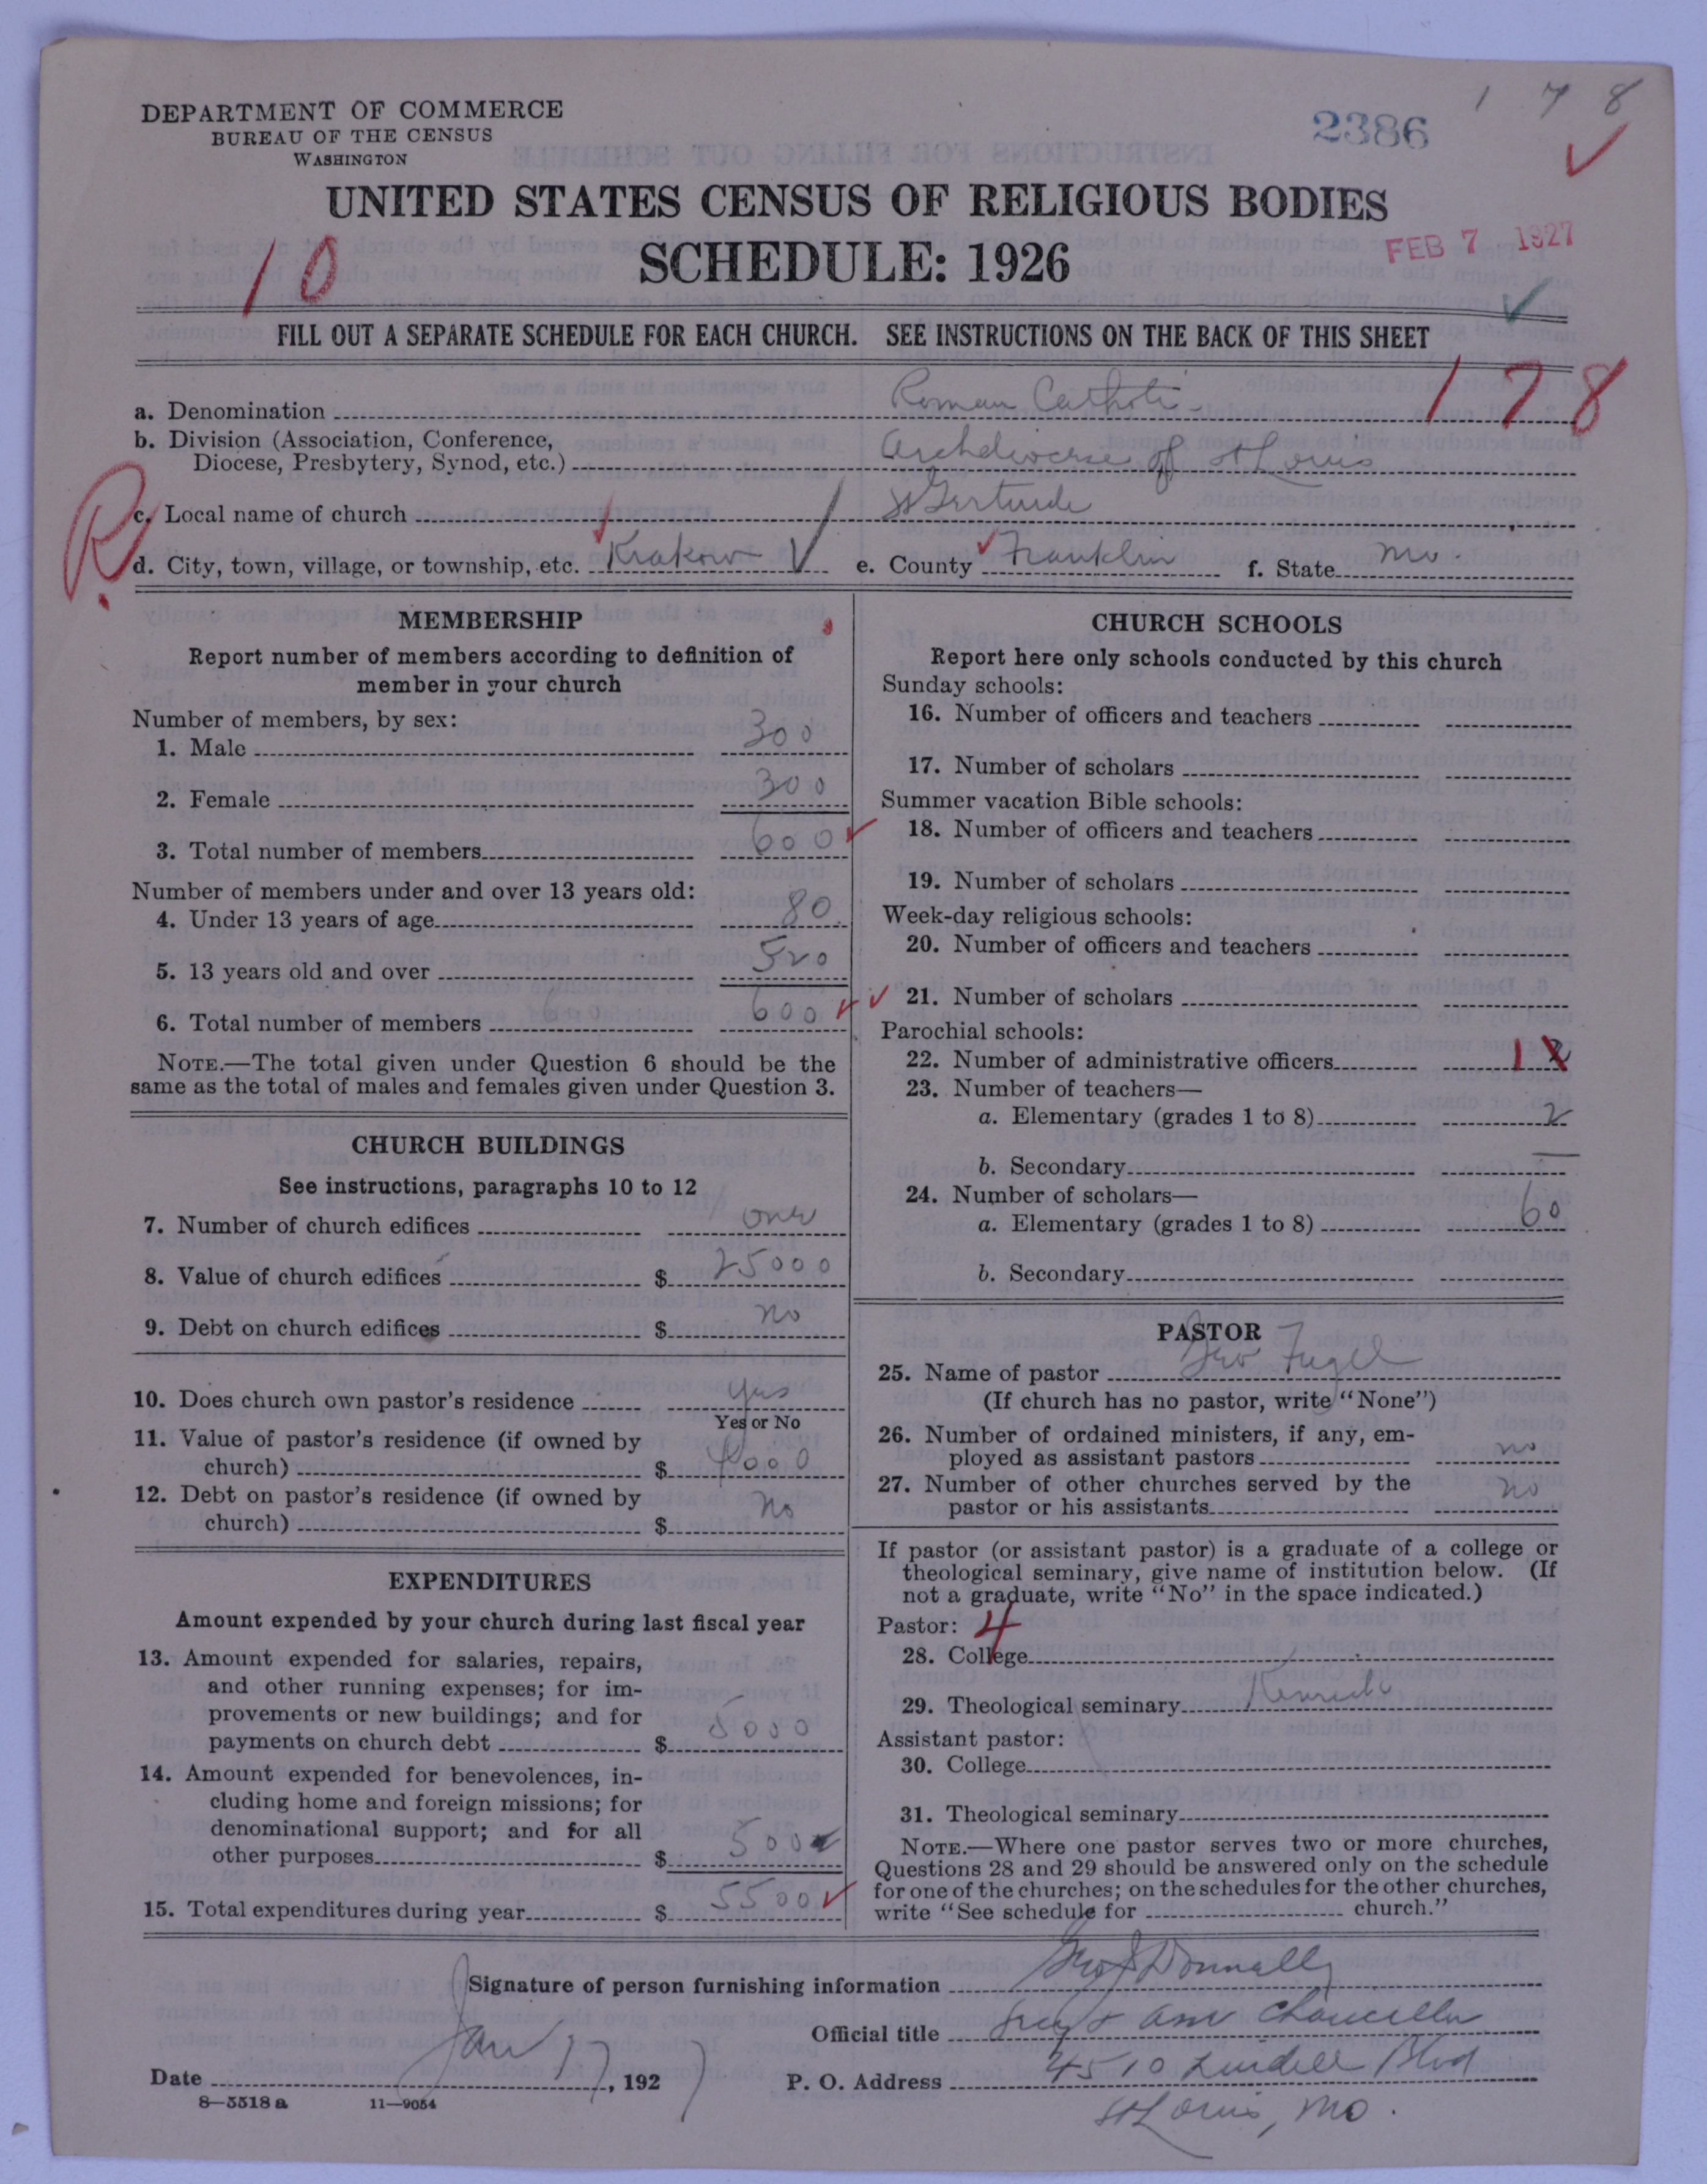 DEPARTMENT OF COMMERCE
BUREAU OF THE CENSUS
WASHINGTON
2386
1 7 8
UNITED STATES CENSUS OF RELIGIOUS BODIES
SCHEDULE: 1926
FEB 7 1927
10
FILL OUT A SEPARATE SCHEDULE FOR EACH CHURCH. SEE INSTRUCTIONS ON THE BACK OF THIS SHEET
178
a. Denomination Roman Catholic
b. Division (Association, Conference,
Diocese, Presbytery, Synod, etc.) Archdiocese of St Louis
R
c. Local name of church St Gertrude
d. City, town, village, or township, etc. Krakow e. County Franklin f. State Mo.
MEMBERSHIP
Report number of members according to definition of
member in your church
Number of members, by sex:
1. Male 300
2. Female 300
3. Total number of members 600
Number of members under and over 13 years old:
4. Under 13 years of age 80
5. 13 years old and over 520
6. Total number of members 600
NOTE.—The total given under Question 6 should be the
same as the total of males and females given under Question 3.
CHURCH BUILDINGS
See instructions, paragraphs 10 to 12
7. Number of church edifices one
8. Value of church edifices $ 25000
9. Debt on church edifices $ no
10. Does church own pastor's residence yes
Yes or No
11. Value of pastor's residence (if owned by
church) $ 4000
12. Debt on pastor's residence (if owned by
church) $ no
EXPENDITURES
Amount expended by your church during last fiscal year
13. Amount expended for salaries, repairs,
and other running expenses; for im-
provements or new buildings; and for
payments on church debt $ 5000
14. Amount expended for benevolences, in-
cluding home and foreign missions; for
denominational support; and for all
other purposes $ 500
15. Total expenditures during year $ 5500
CHURCH SCHOOLS
Report here only schools conducted by this church
Sunday schools:
16. Number of officers and teachers
17. Number of scholars
Summer vacation Bible schools:
18. Number of officers and teachers
19. Number of scholars
Week-day religious schools:
20. Number of officers and teachers
21. Number of scholars
Parochial schools:
22. Number of administrative officers 1 2
23. Number of teachers—
a. Elementary (grades 1 to 8) 2
b. Secondary —
24. Number of scholars—
a. Elementary (grades 1 to 8) 60
b. Secondary
PASTOR
25. Name of pastor Geo Fugel
(If church has no pastor, write "None")
26. Number of ordained ministers, if any, em-
ployed as assistant pastors no
27. Number of other churches served by the
pastor or his assistants no
If pastor (or assistant pastor) is a graduate of a college or
theological seminary, give name of institution below. (If
not a graduate, write "No" in the space indicated.)
Pastor: 4
28. College
29. Theological seminary Kenrick
Assistant pastor:
30. College
31. Theological seminary
NOTE.—Where one pastor serves two or more churches,
Questions 28 and 29 should be answered only on the schedule
for one of the churches; on the schedules for the other churches,
write "See schedule for church."
Signature of person furnishing information Donnelly
Official title Chancellor
Date Jan 17, 1927 P. O. Address 4510 Lindell Blvd
8—5518 a 11—9054
St Louis, Mo.